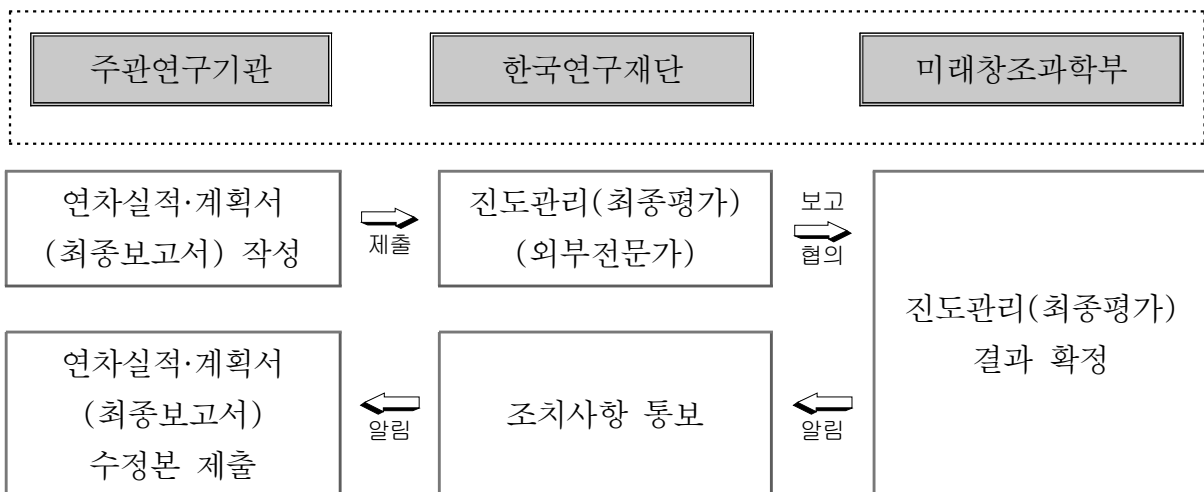 주관연구기관
한국연구재단
미래창조과학부
연차실적·계획서
(최종보고서) 작성
제출
진도관리(최종평가)
(외부전문가)
보고
협의
진도관리(최종평가)
결과 확정
알림
조치사항 통보
알림
연차실적·계획서
(최종보고서)
수정본 제출